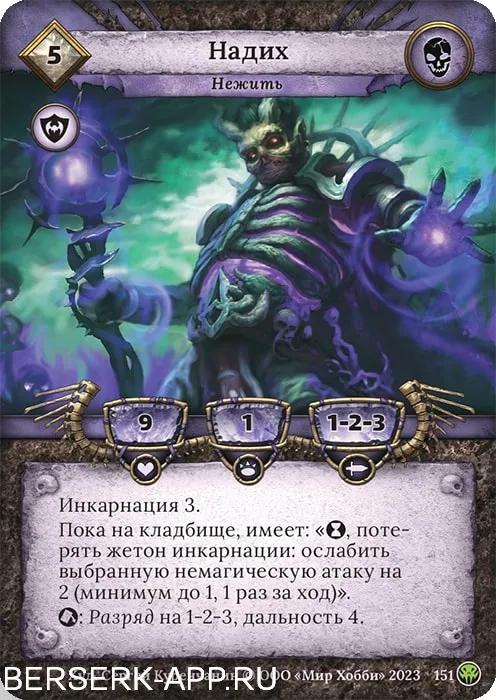 5
Надих
Нежить
9
1
1-2-3
Инкарнация 3.
Пока на кладбище, имеет: « , поте-
рять жетон инкарнации: ослабить
выбранную немагическую атаку на
2 (минимум до 1, 1 раз за ход)».
: Разряд на 1-2-3, дальность 4.
© ООО «Мир Хобби» 2023 151
BERSERK-APP.RU